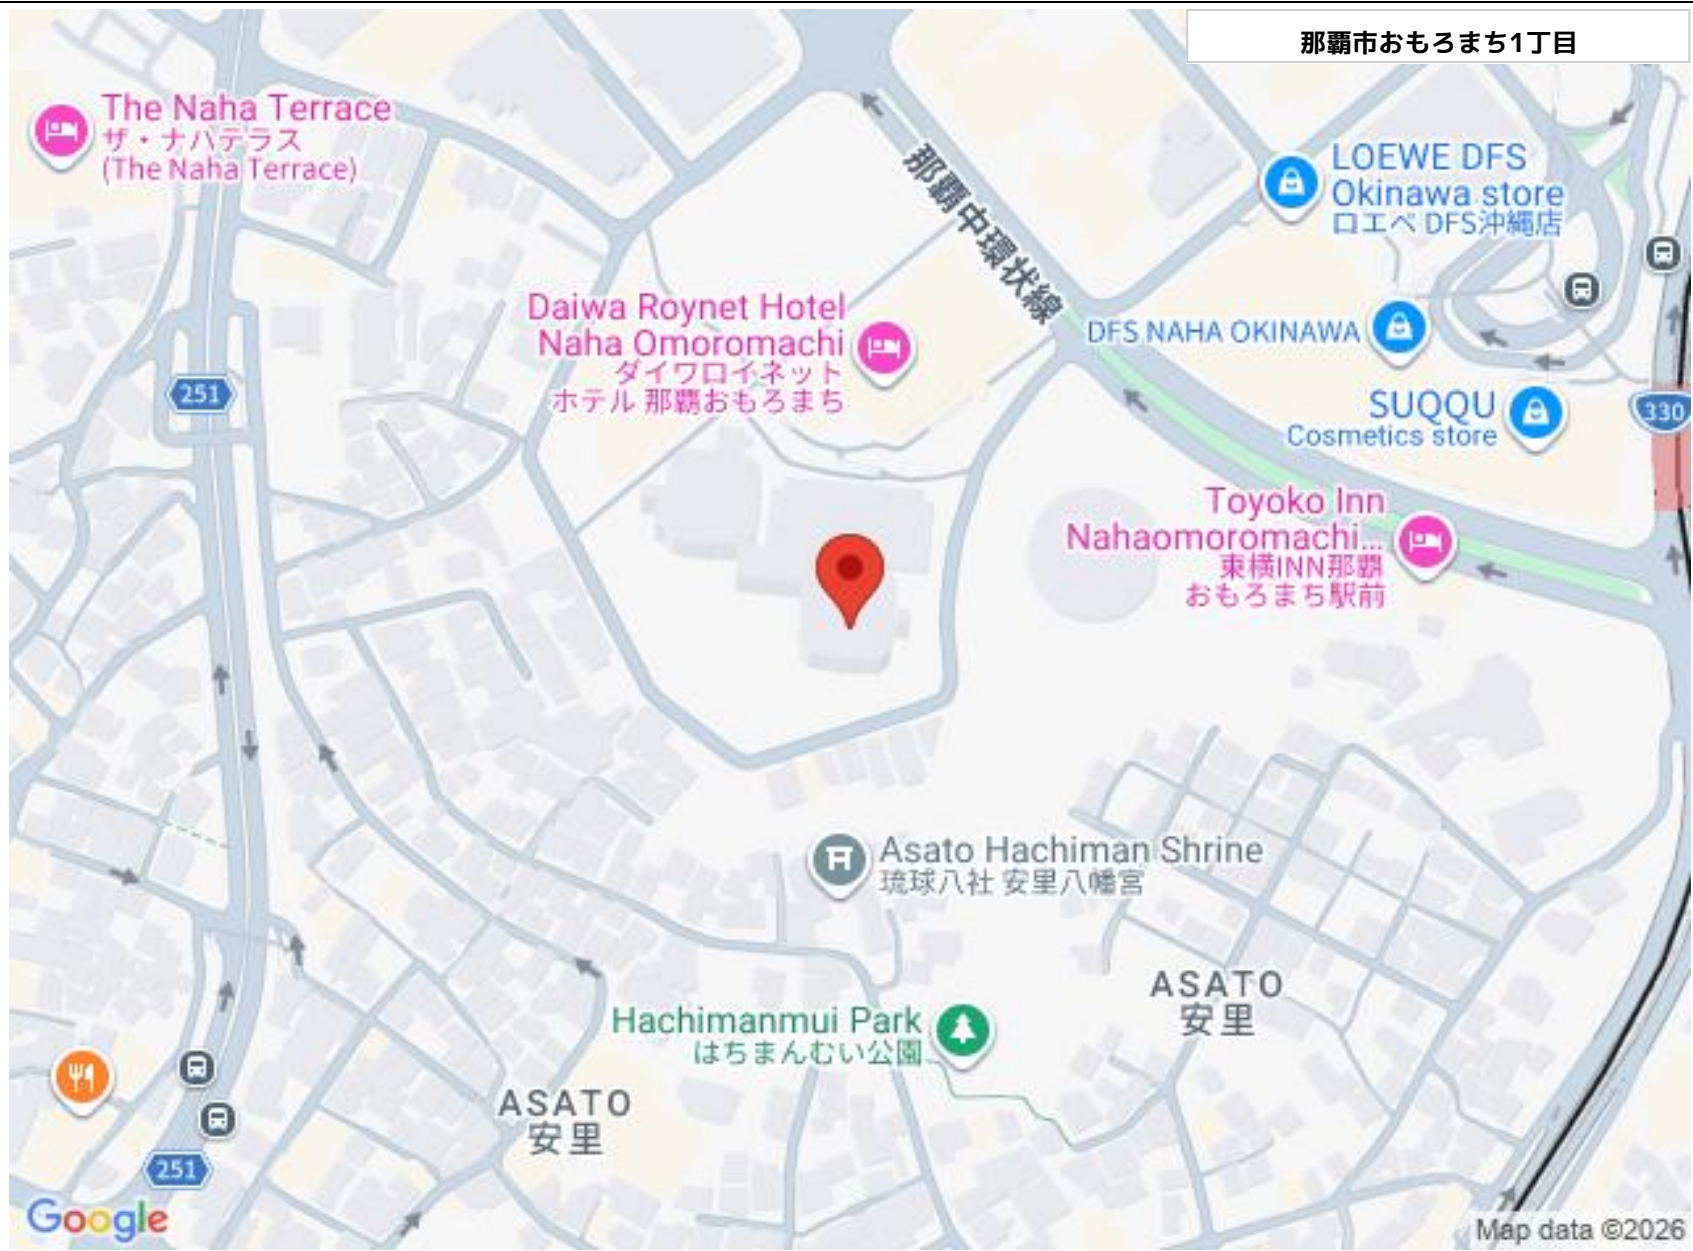 那覇市おもろまち1丁目
The Naha Terrace
ザ・ナハテラス
(The Naha Terrace)
那覇中環状線
LOEWE DFS
Okinawa store
ロエベ DFS沖縄店
Daiwa Roynet Hotel
Naha Omoromachi
ダイワロイネット
ホテル 那覇おもろまち
DFS NAHA OKINAWA
251
SUQQU
Cosmetics store
330
Toyoko Inn
Nahaomoromachi...
東横INN那覇
おもろまち駅前
Asato Hachiman Shrine
琉球八社 安里八幡宮
ASATO
安里
Hachimanmui Park
はちまんむい公園
ASATO
安里
251
Google
Map data ©2026